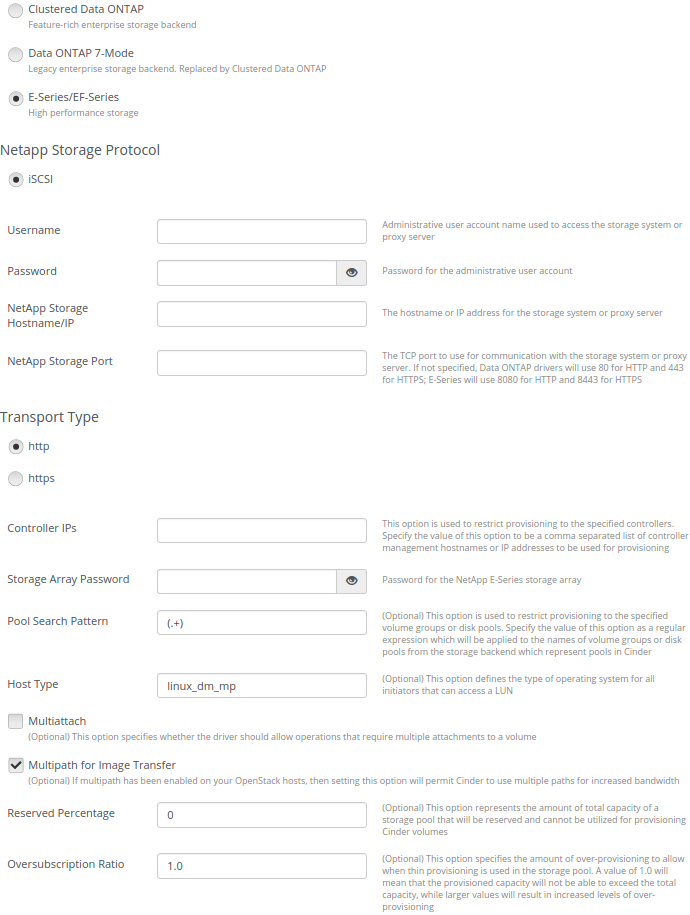 Clustered Data ONTAP
Feature-rich enterprise storage backend
Data ONTAP 7-Mode
Legacy enterprise storage backend. Replaced by Clustered Data ONTAP
E-Series/EF-Series
High performance storage
Netapp Storage Protocol
iSCSI
Username
Administrative user account name used to access the storage system or
proxy server
Password
Password for the administrative user account
NetApp Storage
Hostname/IP
The hostname or IP address for the storage system or proxy server
NetApp Storage Port
The TCP port to use for communication with the storage system or proxy
server. If not specified, Data ONTAP drivers will use 80 for HTTP and 443
for HTTPS; E-Series will use 8080 for HTTP and 8443 for HTTPS
Transport Type
http
https
Controller IPs
This option is used to restrict provisioning to the specified controllers.
Specify the value of this option to be a comma separated list of controller
management hostnames or IP addresses to be used for provisioning
Storage Array Password
Password for the NetApp E-Series storage array
Pool Search Pattern
(.+)
(Optional) This option is used to restrict provisioning to the specified
volume groups or disk pools. Specify the value of this option as a regular
expression which will be applied to the names of volume groups or disk
pools from the storage backend which represent pools in Cinder
Host Type
linux_dm_mp
(Optional) This option defines the type of operating system for all
initiators that can access a LUN
Multiattach
(Optional) This option specifies whether the driver should allow operations that require multiple attachments to a volume
Multipath for Image Transfer
(Optional) If multipath has been enabled on your OpenStack hosts, then setting this option will permit Cinder to use multiple paths for increased bandwidth
Reserved Percentage
0
(Optional) This option represents the amount of total capacity of a
storage pool that will be reserved and cannot be utilized for provisioning
Cinder volumes
Oversubscription Ratio
1.0
(Optional) This option specifies the amount of over-provisioning to allow
when thin provisioning is used in the storage pool. A value of 1.0 will
mean that the provisioned capacity will not be able to exceed the total
capacity, while larger values will result in increased levels of over-
provisioning